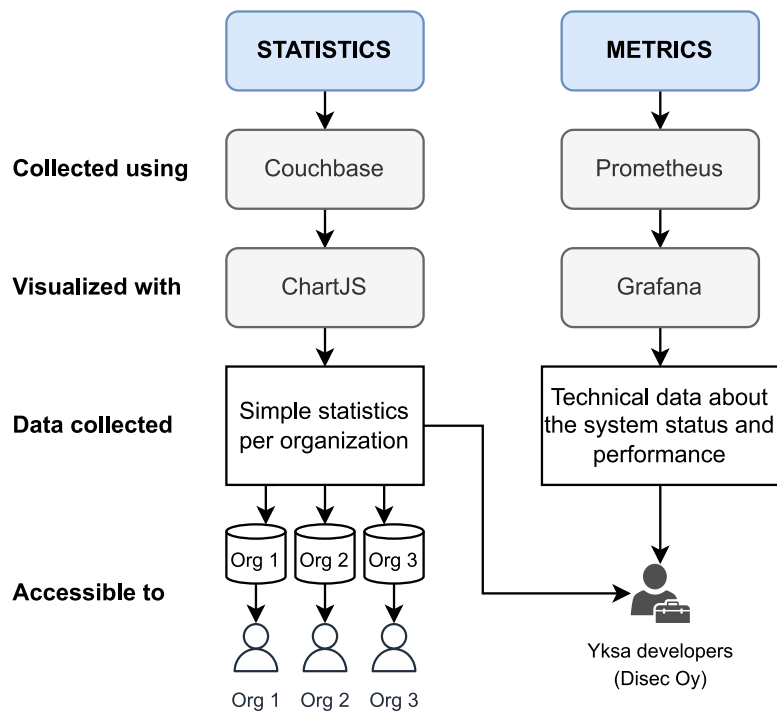 STATISTICS
METRICS
Collected using
Couchbase
Prometheus
Visualized with
ChartJS
Grafana
Data collected
Simple statistics
per organization
Technical data about
the system status and
performance
Org 1
Org 2
Org 3
Accessible to
Yksa developers
(Disec Oy)
Org 1
Org 2
Org 3